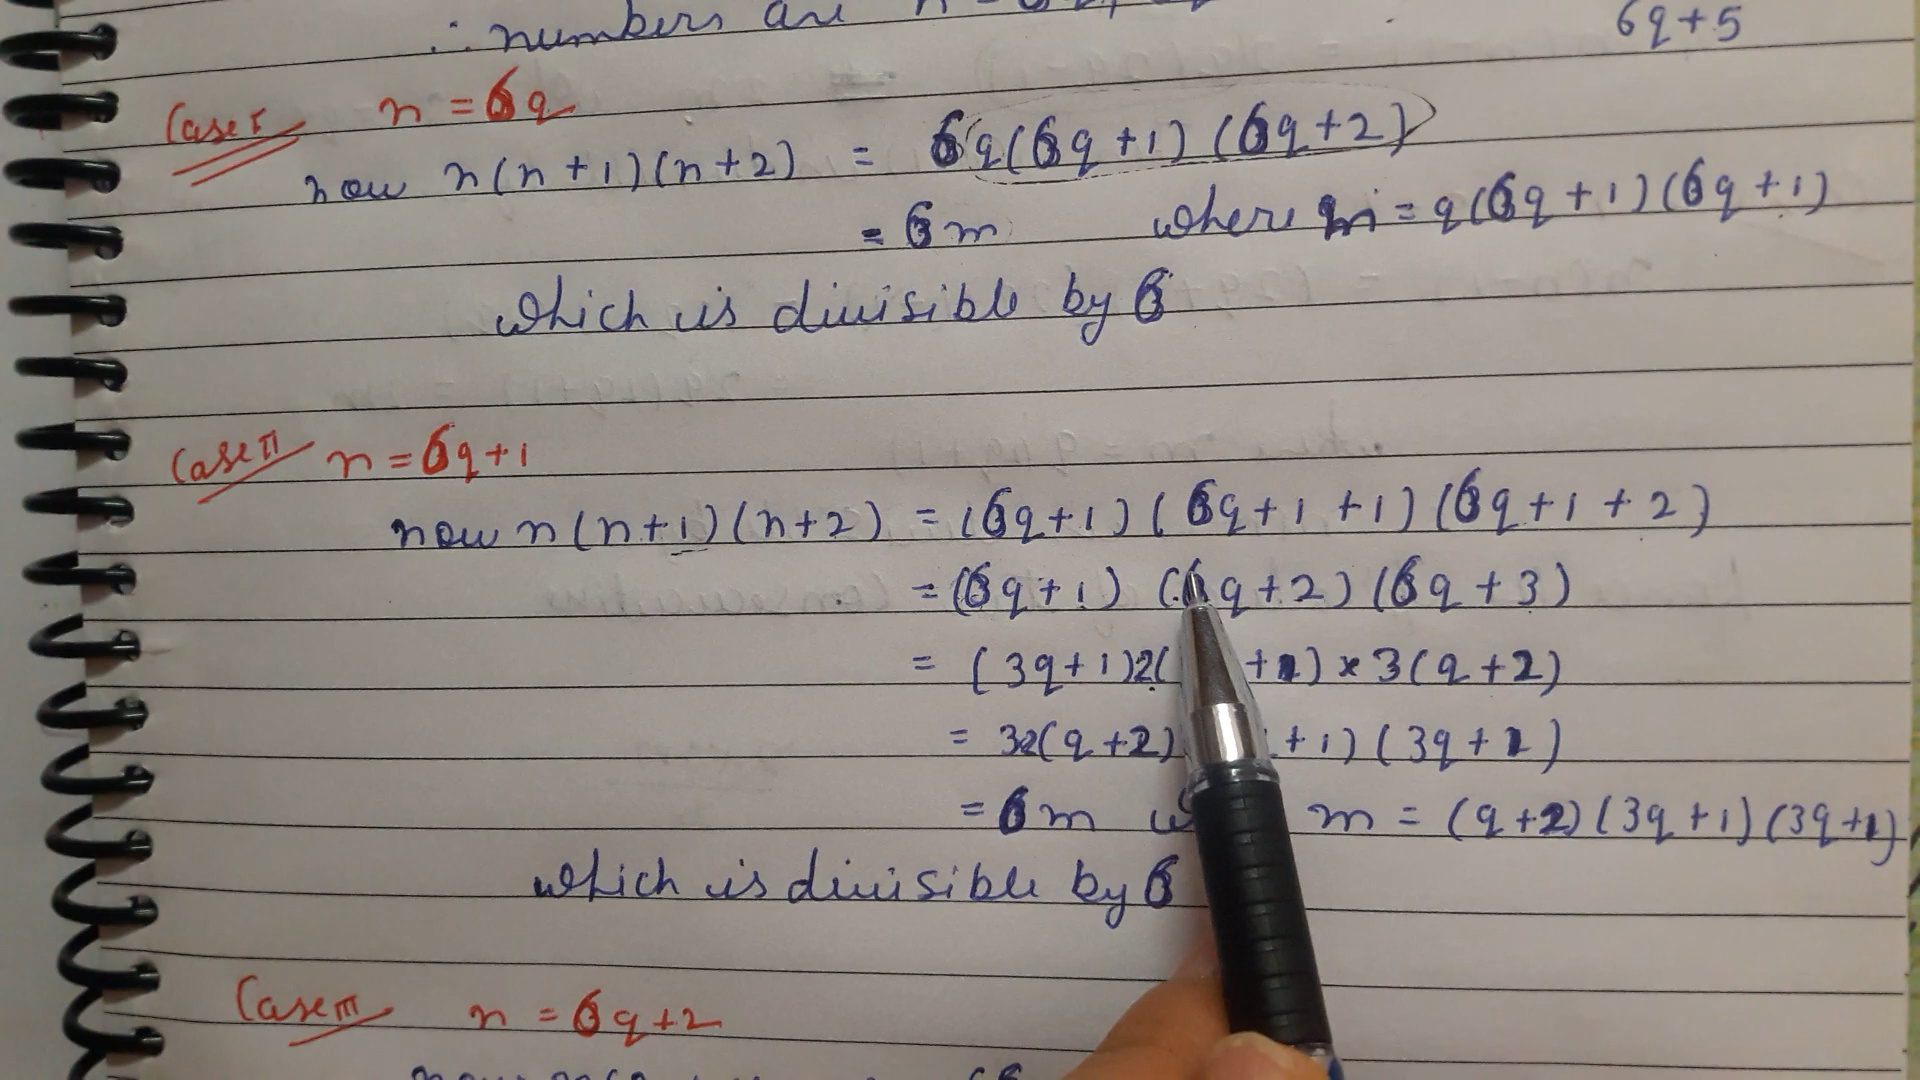 ∴ numbers are n
6q+5
Case I n = 6q
now n(n+1)(n+2) = 6q(6q+1)(6q+2)
= 6m where m = q(6q+1)(6q+1)
which is divisible by 6
Case II n = 6q+1
now n(n+1)(n+2) = (6q+1)(6q+1+1)(6q+1+2)
= (6q+1)(6q+2)(6q+3)
= (3q+1)2( +1) × 3(q+2)
= 32(q+2) +1)(3q+1)
= 6m m = (q+2)(3q+1)(3q+1)
which is divisible by 6
Case III n = 6q+2